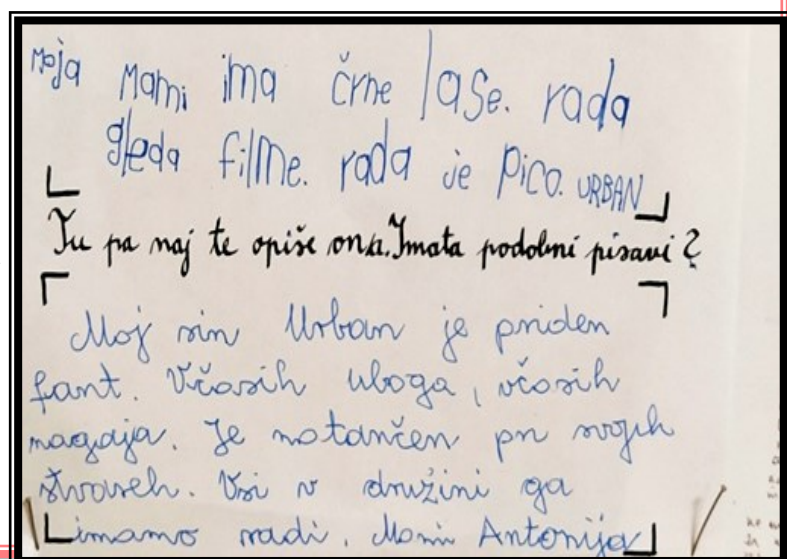 moja mami ima črne lase. rada
gleda filme. rada je pico. URBAN
Tu pa naj te opiše ona. Imata podobni pisavi?
Moj sin Urban je priden
fant. Včasih uboga, včasih
nagaja. Je natančen pri svojih
stvareh. Vsi v družini ga
imamo radi. Mami Antonija